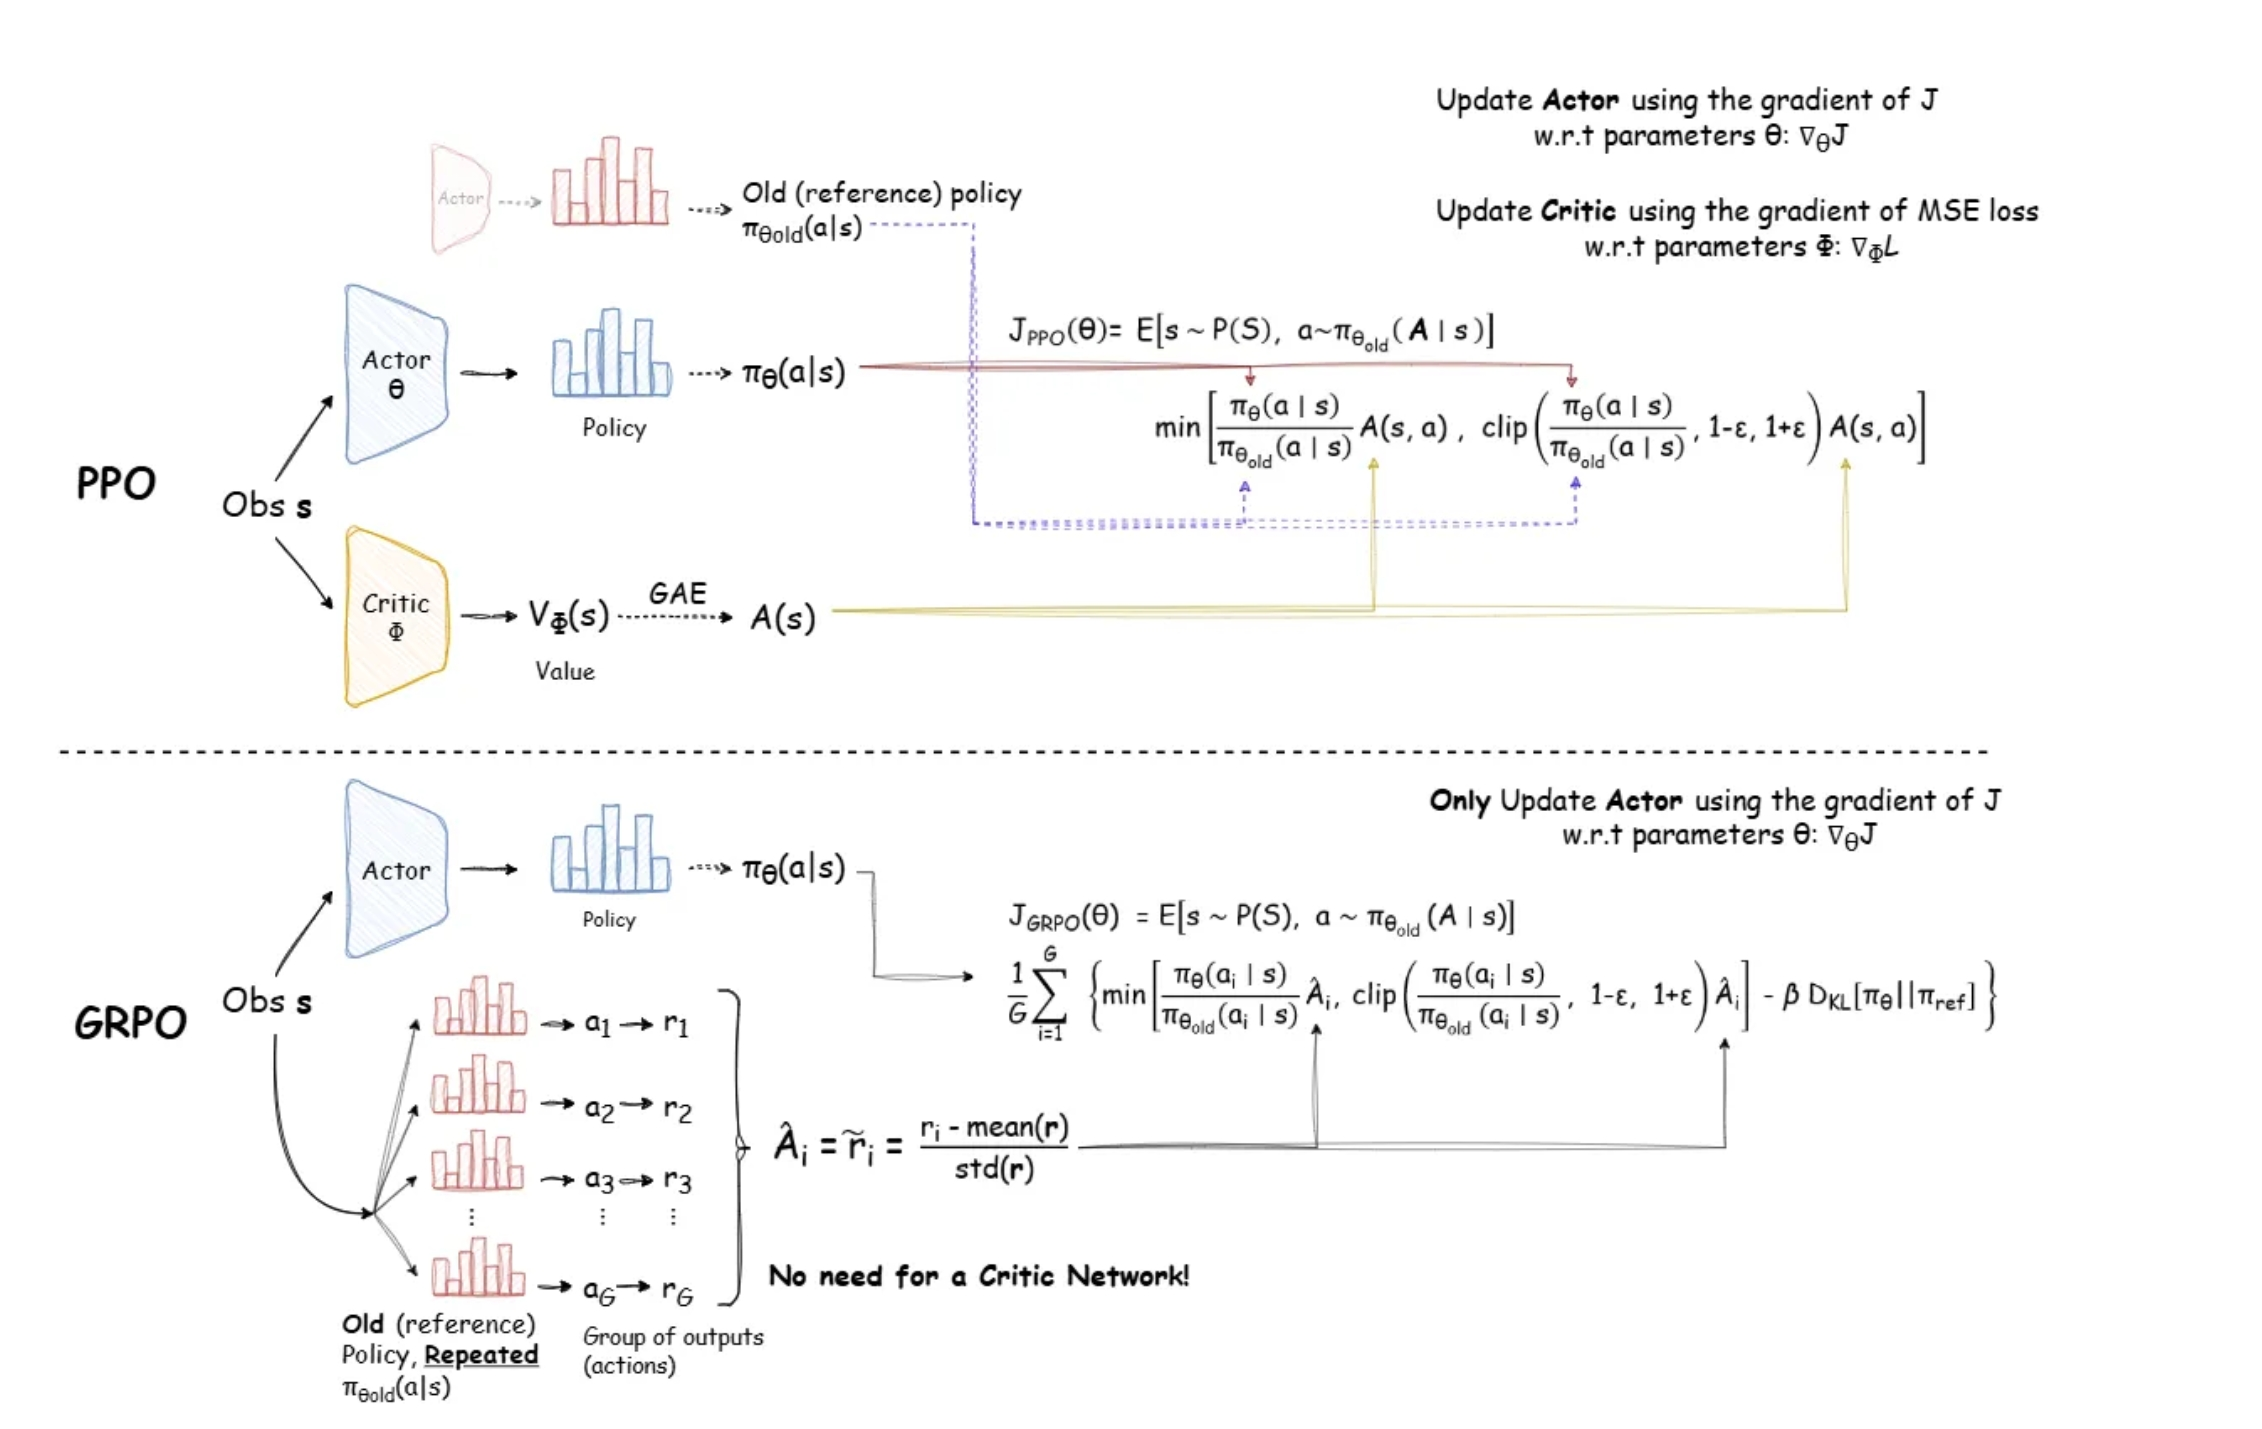 Update Actor using the gradient of J
w.r.t parameters θ: ∇θJ
Update Critic using the gradient of MSE loss
w.r.t parameters Φ: ∇ΦL
Actor
Old (reference) policy
πθold(a|s)
PPO
Obs s
Actor
θ
Policy
πθ(a|s)
JPPO(θ)= E[s ~ P(S), a~πθold(A | s)]
min[πθ(a | s)/πθold(a | s) A(s, a), clip(πθ(a | s)/πθold(a | s), 1-ε, 1+ε) A(s, a)]
Critic
Φ
VΦ(s)
Value
GAE
A(s)
Only Update Actor using the gradient of J
w.r.t parameters θ: ∇θJ
GRPO
Obs s
Actor
Policy
πθ(a|s)
JGRPO(θ) = E[s ~ P(S), a ~ πθold(A | s)]
1/G ∑ i=1 G {min[πθ(ai | s)/πθold(ai | s) Âi, clip(πθ(ai | s)/πθold(ai | s), 1-ε, 1+ε) Âi] - β DKL[πθ||πref]}
a1 r1
a2 r2
a3 r3
⋮ ⋮ ⋮
aG rG
Âi = r̃i = ri - mean(r)/std(r)
No need for a Critic Network!
Old (reference)
Policy, Repeated
πθold(a|s)
Group of outputs
(actions)